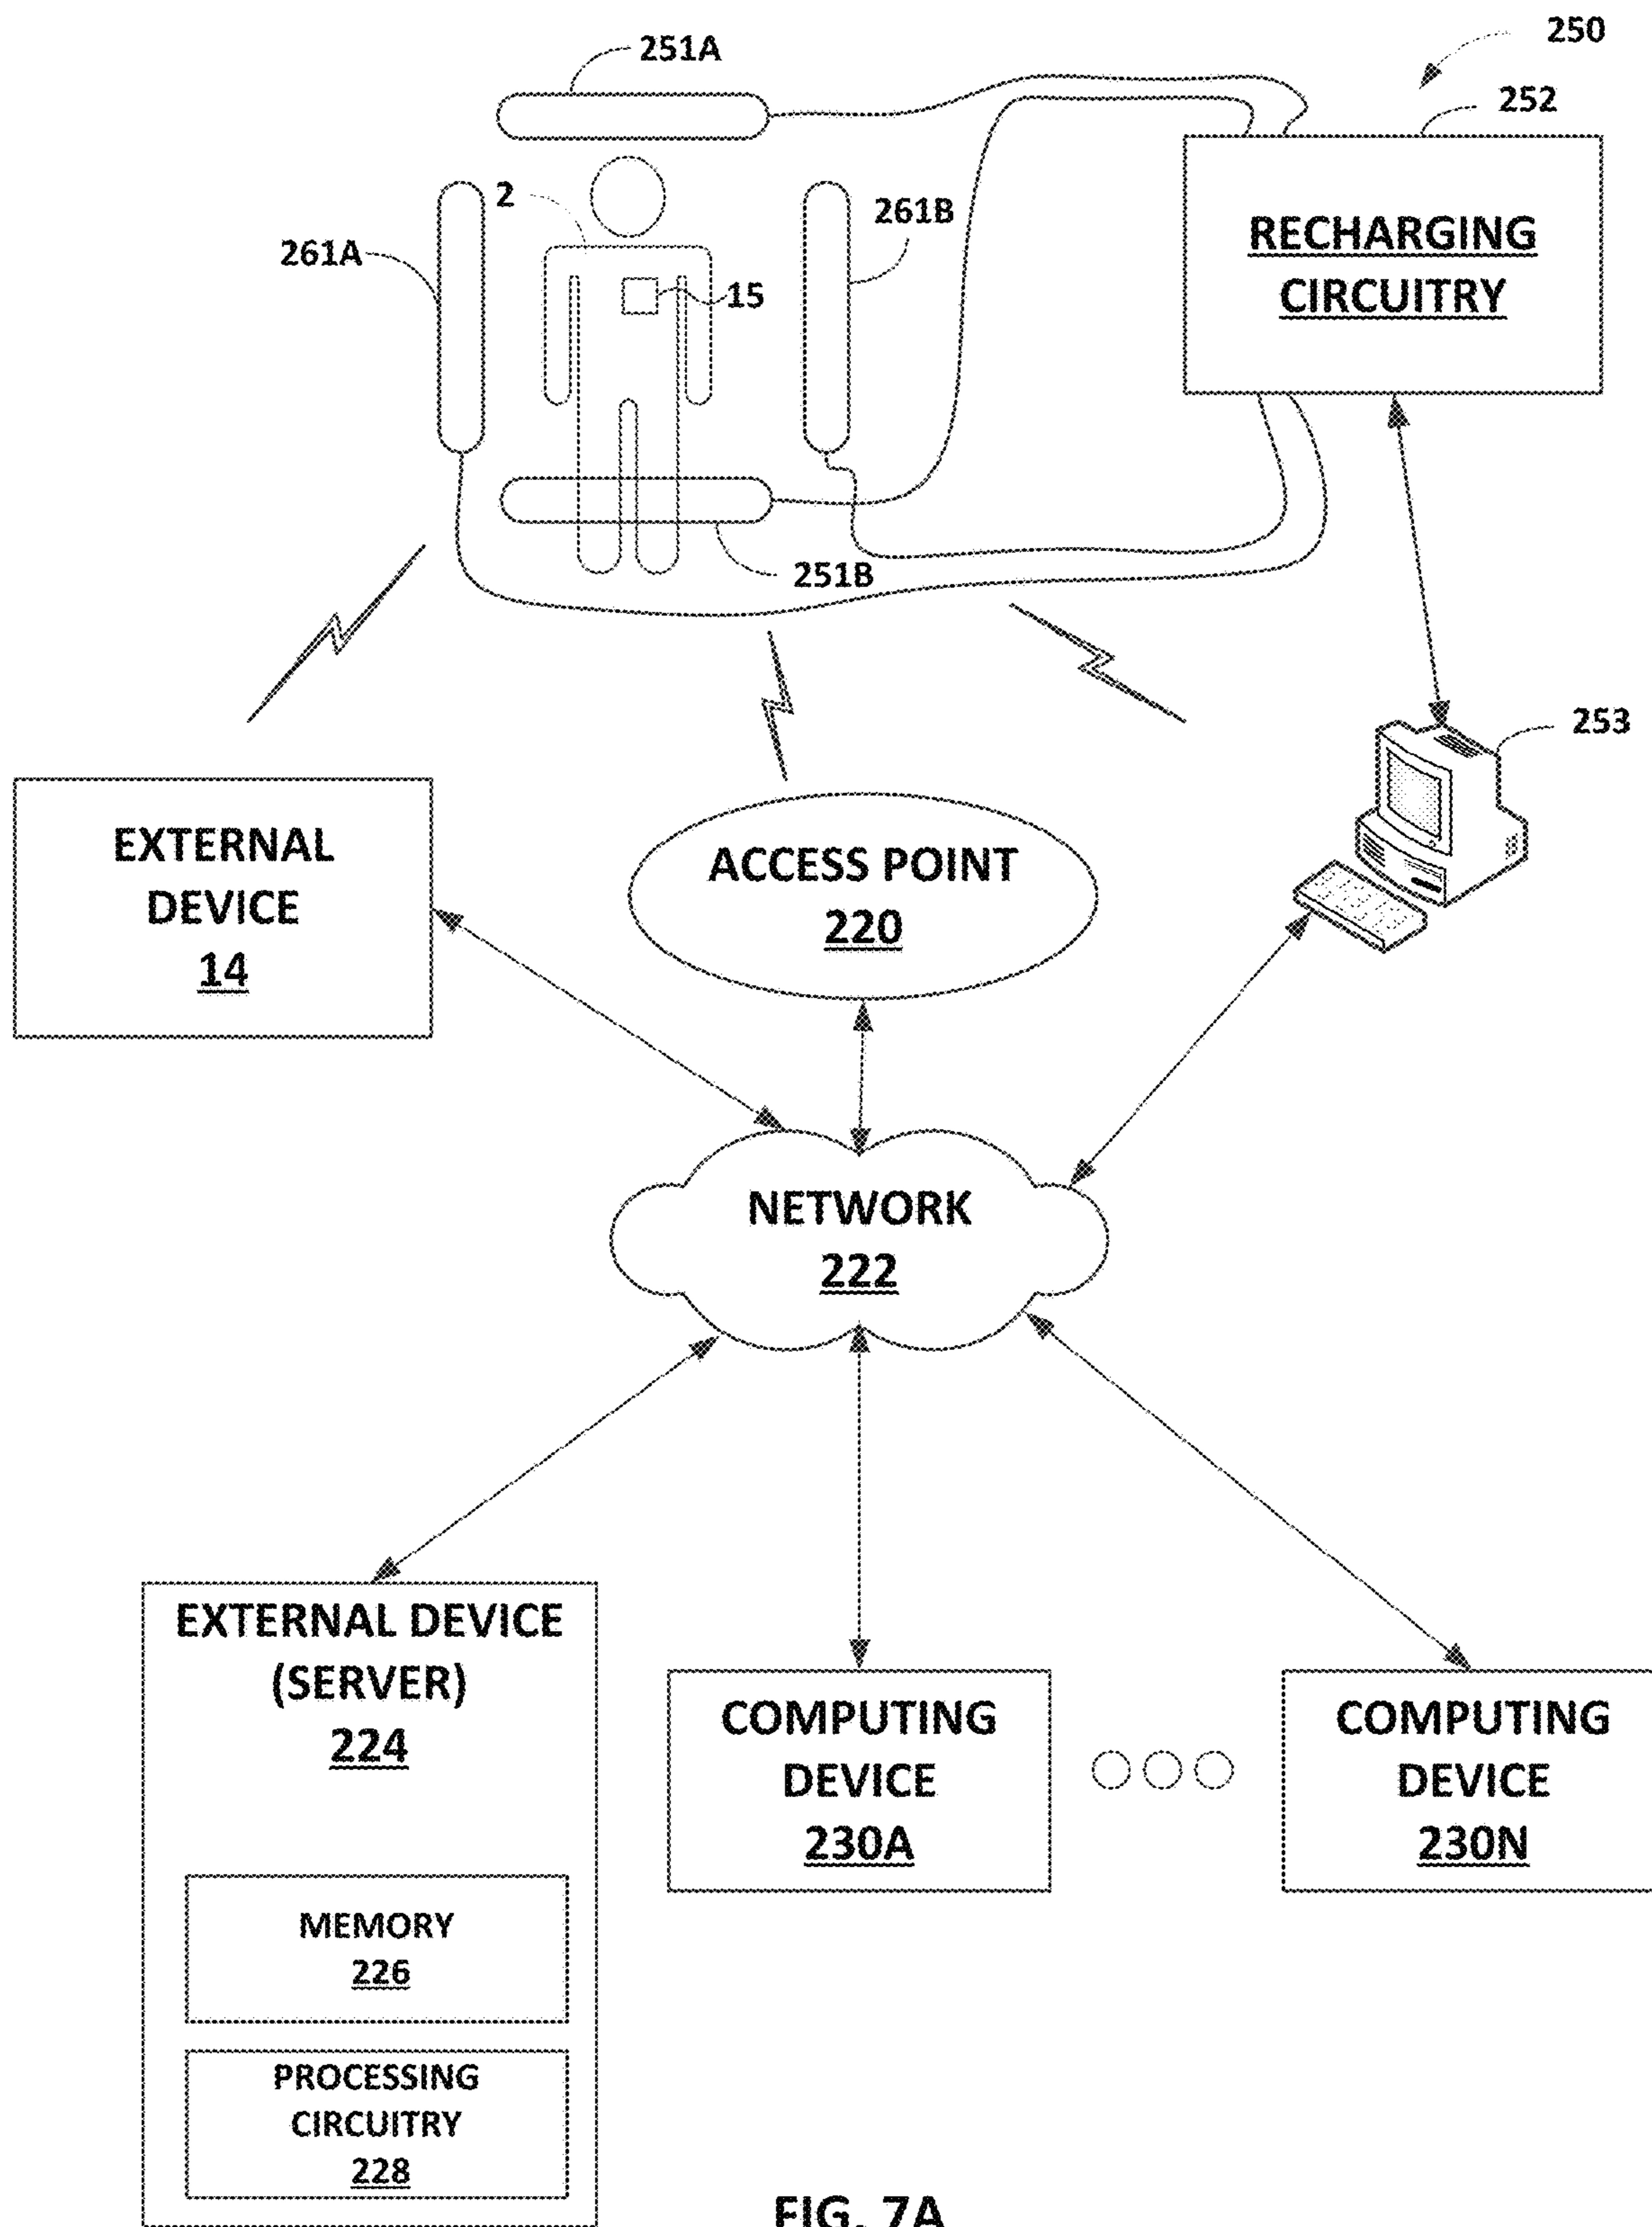 250
251A
252
2
261B
261A
RECHARGING
CIRCUITRY
15
251B
253
EXTERNAL
DEVICE
14
ACCESS POINT
220
NETWORK
222
EXTERNAL DEVICE
(SERVER)
224
COMPUTING
DEVICE
230A
COMPUTING
DEVICE
230N
MEMORY
226
PROCESSING
CIRCUITRY
228
FIG. 7A